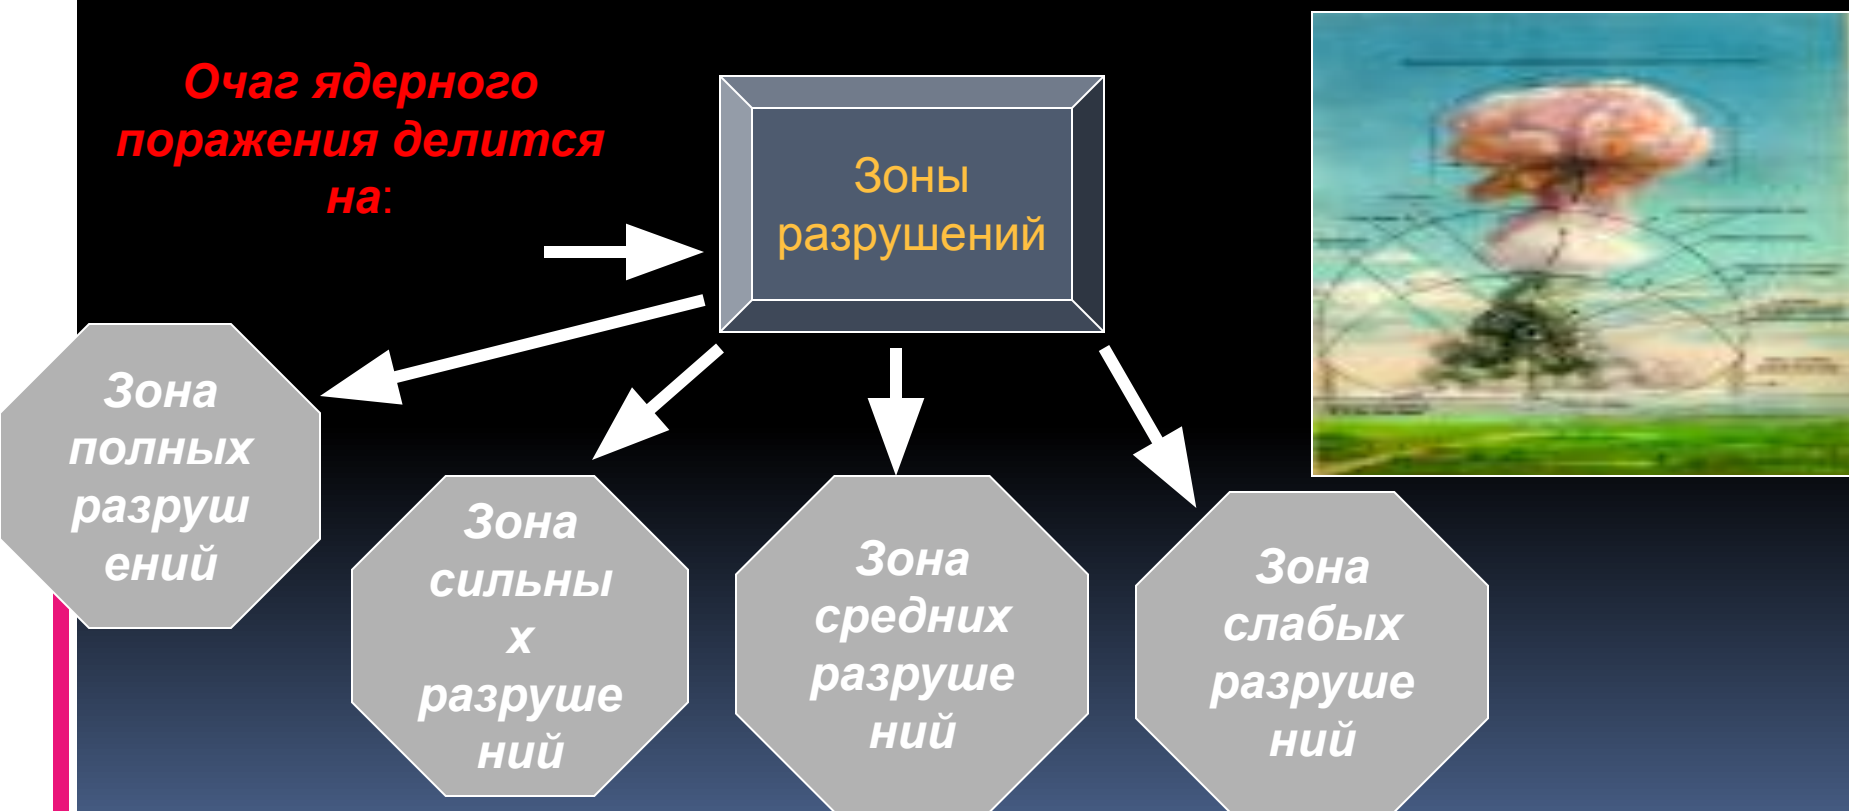 Очаг ядерного
поражения делится
на:
Зоны
разрушений
Зона
полных
разруш
ений
Зона
сильны
х
разруше
ний
Зона
средних
разруше
ний
Зона
слабых
разруше
ний